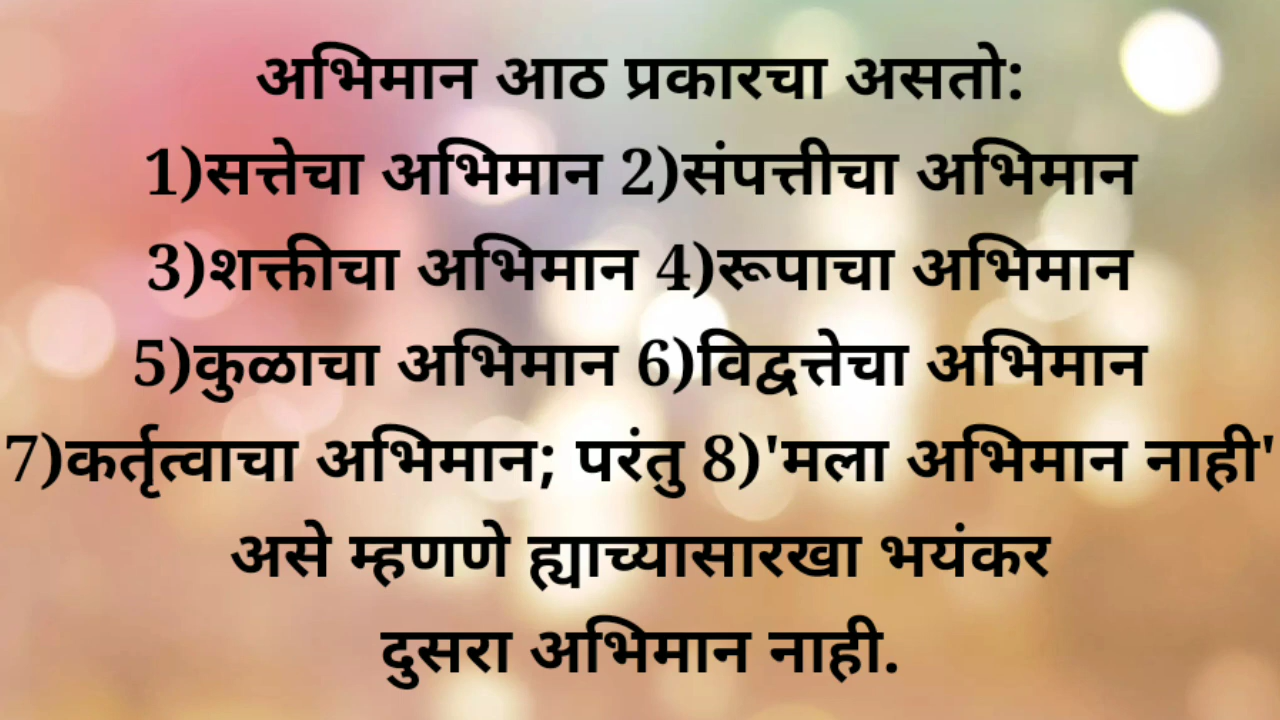 अभिमान आठ प्रकारचा असतो:
1)सत्तेचा अभिमान 2)संपत्तीचा अभिमान
3)शक्तीचा अभिमान 4)रूपाचा अभिमान
5)कुळाचा अभिमान 6)विद्वत्तेचा अभिमान
7)कर्तृत्वाचा अभिमान; परंतु 8)'मला अभिमान नाही'
असे म्हणणे ह्याच्यासारखा भयंकर
दुसरा अभिमान नाही.